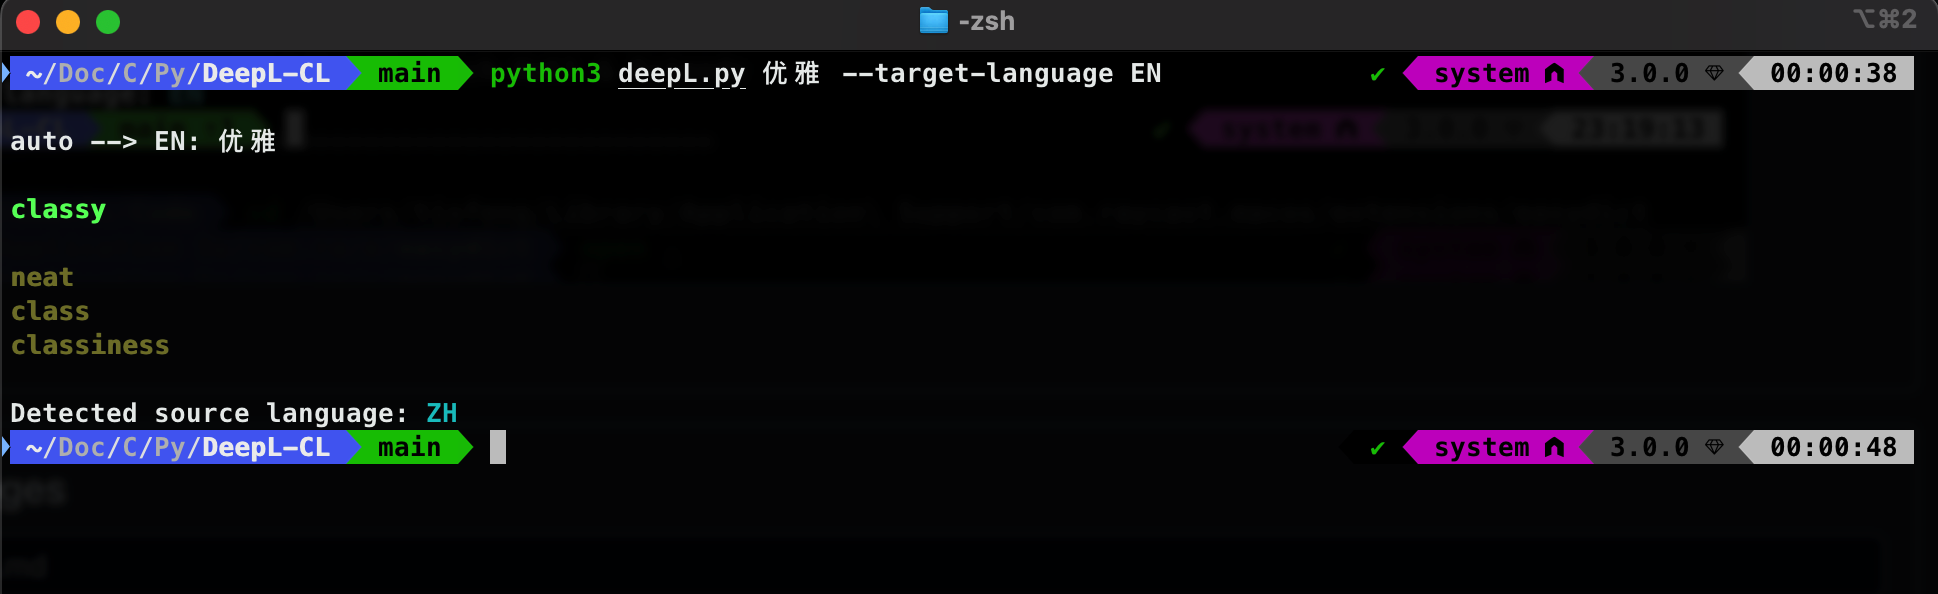 -zsh
⌥⌘2
~/Doc/C/Py/DeepL-CL main python3 deepL.py 优雅 --target-language EN ✔ system 3.0.0 00:00:38
auto --> EN: 优雅
classy
neat
class
classiness
Detected source language: ZH
~/Doc/C/Py/DeepL-CL main ✔ system 3.0.0 00:00:48